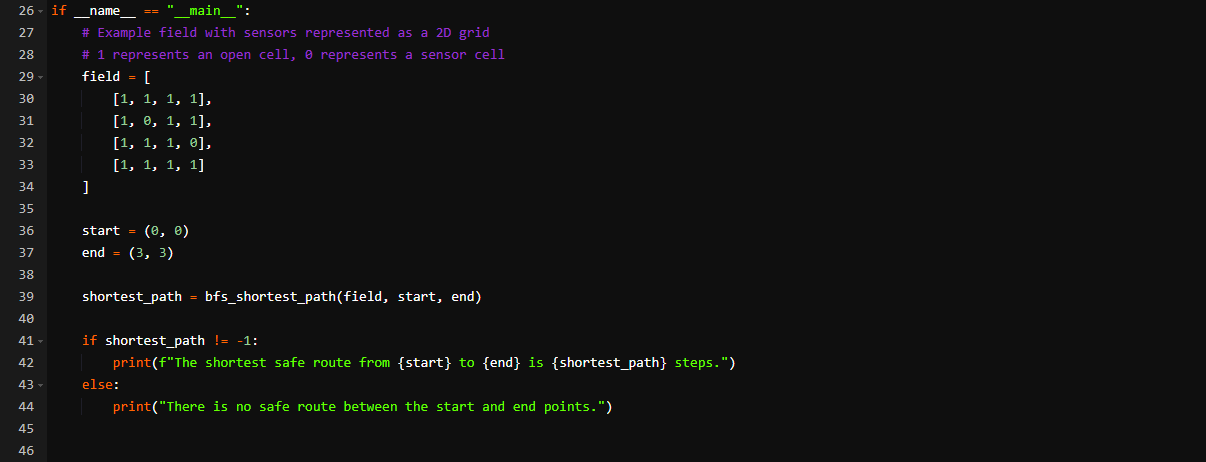 26 if __name__ == "__main__":
27     # Example field with sensors represented as a 2D grid
28     # 1 represents an open cell, 0 represents a sensor cell
29     field = [
30         [1, 1, 1, 1],
31         [1, 0, 1, 1],
32         [1, 1, 1, 0],
33         [1, 1, 1, 1]
34     ]
35
36     start = (0, 0)
37     end = (3, 3)
38
39     shortest_path = bfs_shortest_path(field, start, end)
40
41     if shortest_path != -1:
42         print(f"The shortest safe route from {start} to {end} is {shortest_path} steps.")
43     else:
44         print("There is no safe route between the start and end points.")
45
46